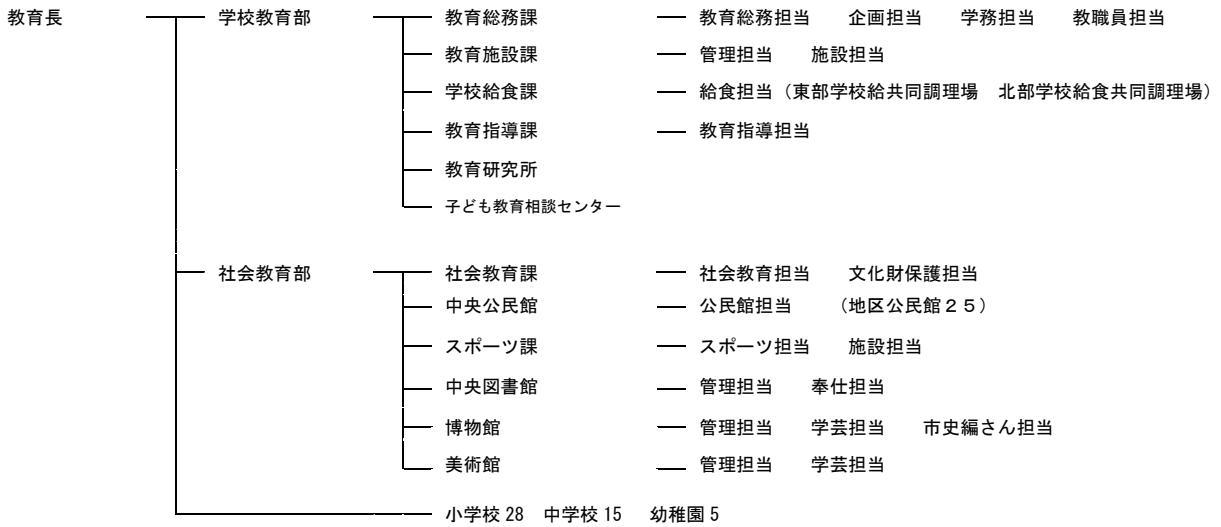 教育長 学校教育部 教育総務課 教育総務担当 企画担当 学務担当 教職員担当
教育施設課 管理担当 施設担当
学校給食課 給食担当（東部学校給共同調理場 北部学校給食共同調理場）
教育指導課 教育指導担当
教育研究所
子ども教育相談センター
社会教育部 社会教育課 社会教育担当 文化財保護担当
中央公民館 公民館担当 （地区公民館２５）
スポーツ課 スポーツ担当 施設担当
中央図書館 管理担当 奉仕担当
博物館 管理担当 学芸担当 市史編さん担当
美術館 管理担当 学芸担当
小学校 28 中学校 15 幼稚園 5